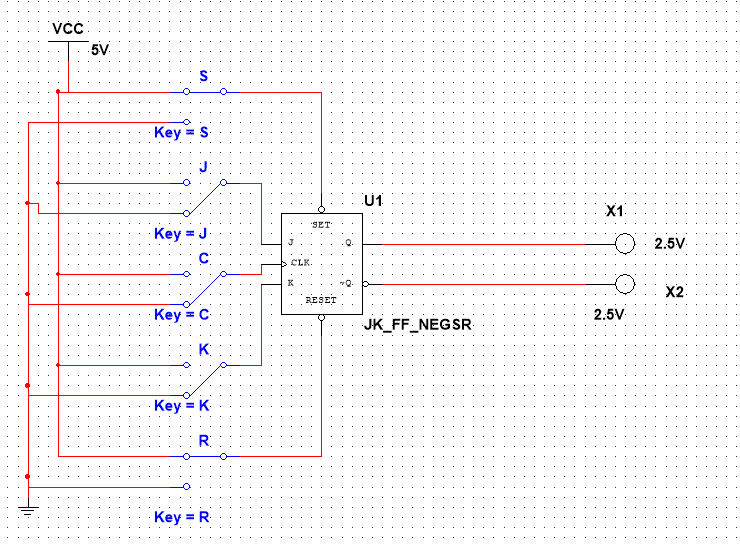 VCC
5V
S
Key = S
J
Key = J
C
Key = C
K
Key = K
R
Key = R
U1
SET
J
Q
CLK
K
~Q
RESET
JK_FF_NEGSR
X1
2.5V
X2
2.5V